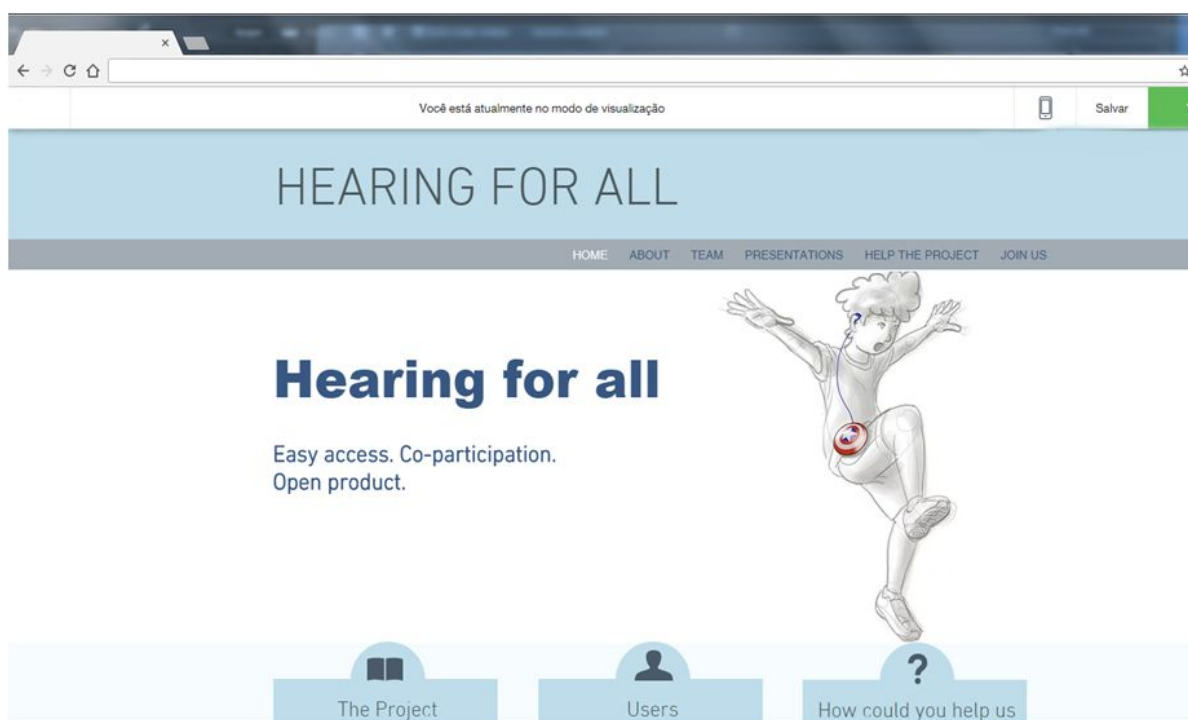 Você está atualmente no modo de visualização
Salvar
HEARING FOR ALL
HOME ABOUT TEAM PRESENTATIONS HELP THE PROJECT JOIN US
Hearing for all
Easy access. Co-participation.
Open product.
?
The Project
Users
How could you help us